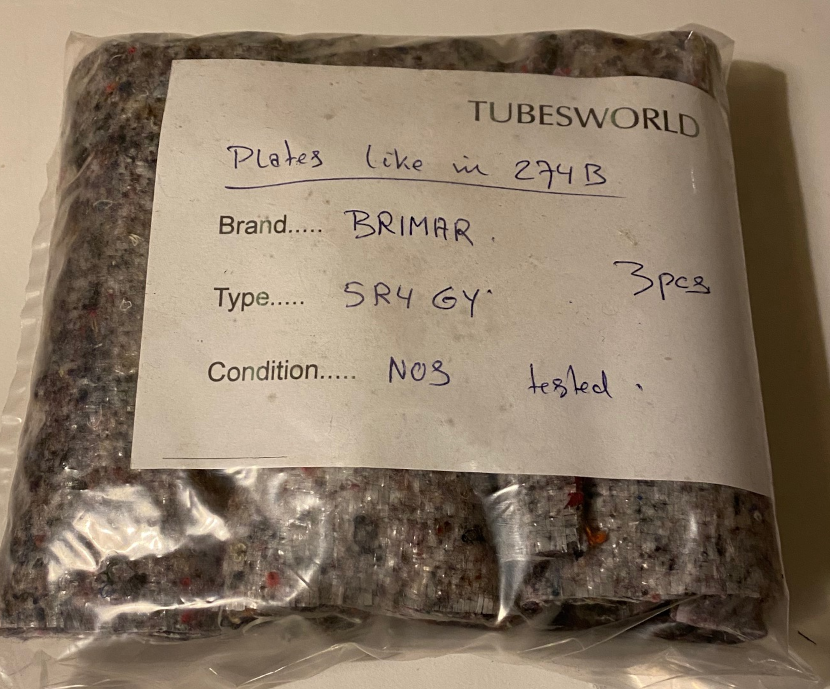 TUBESWORLD
Plates like in 274B
Brand..... BRIMAR.
3pcs
Type..... 5R4 GY
Condition..... NOS tested.